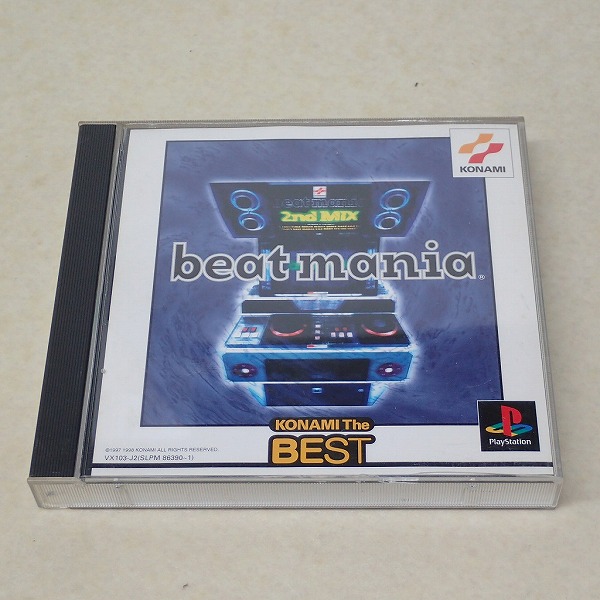 KONAMI
beatmania
2nd MIX
beatmania®
KONAMI The
BEST
©1997 1998 KONAMI ALL RIGHTS RESERVED.
VX103-J2(SLPM 86390~1)
PlayStation